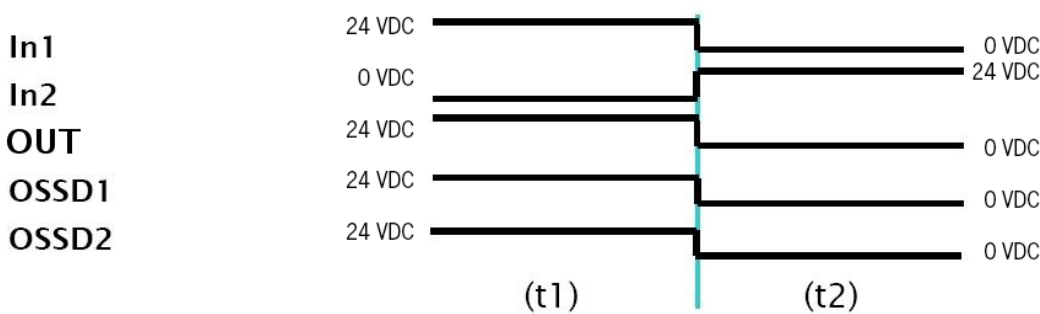 In1 24 VDC 0 VDC
In2 0 VDC 24 VDC
OUT 24 VDC 0 VDC
OSSD1 24 VDC 0 VDC
OSSD2 24 VDC 0 VDC
(t1) (t2)